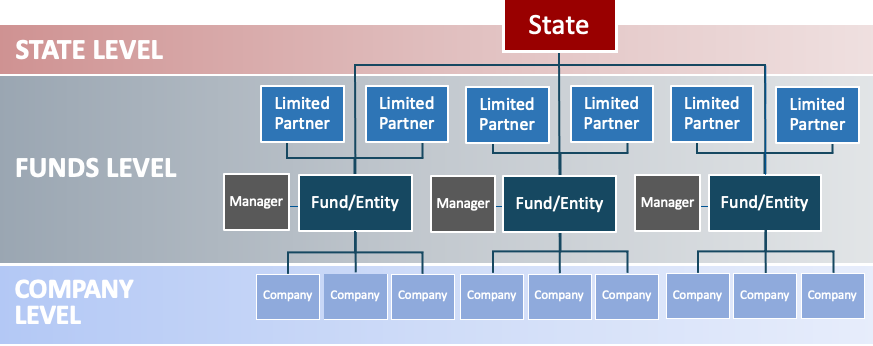 State
STATE LEVEL
Limited
Partner
Limited
Partner
Limited
Partner
Limited
Partner
Limited
Partner
Limited
Partner
FUNDS LEVEL
Manager
Fund/Entity
Manager
Fund/Entity
Manager
Fund/Entity
COMPANY
LEVEL
Company
Company
Company
Company
Company
Company
Company
Company
Company